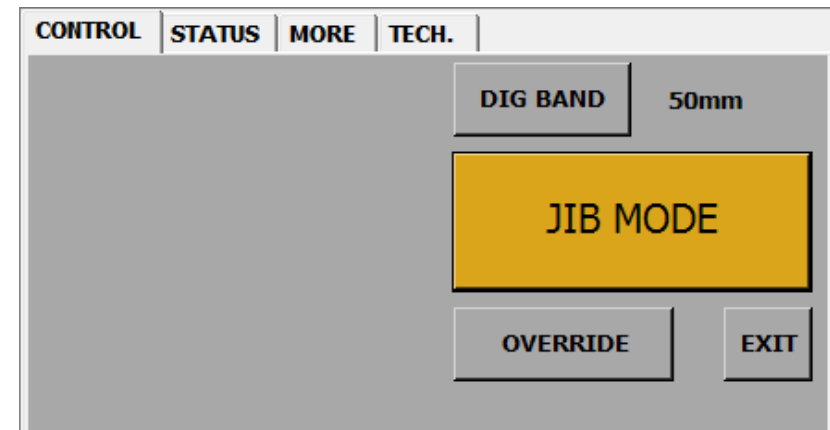 CONTROL STATUS MORE TECH.
DIG BAND 50mm
JIB MODE
OVERRIDE EXIT